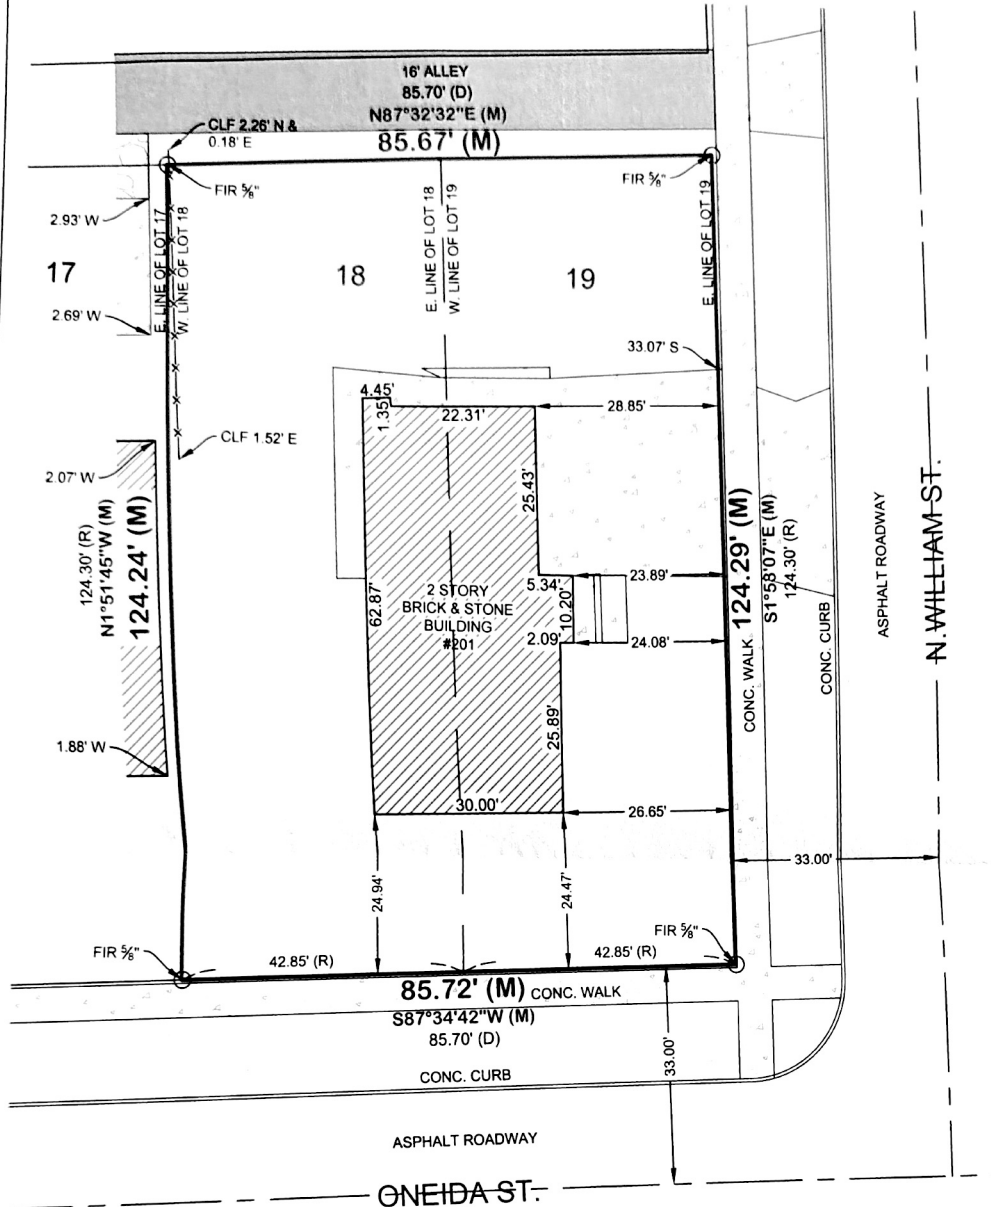 16' ALLEY
85.70' (D)
N87°32'32"E (M)
85.67' (M)
CLF 2.26' N &
0.18' E
FIR 5/8"
FIR 5/8"
2.93' W
17
2.69' W
E. LINE OF LOT 17
W. LINE OF LOT 18
18
E. LINE OF LOT 18
W. LINE OF LOT 19
19
E. LINE OF LOT 19
33.07' S
4.45'
1.35'
22.31'
28.85'
CLF 1.52' E
2.07' W
124.30' (R)
N1°51'45"W (M)
124.24' (M)
25.43'
62.87'
2 STORY
BRICK & STONE
BUILDING
#201
5.34'
10.20'
2.09'
23.89'
24.08'
25.89'
124.29' (M)
S1°58'07"E (M)
124.30' (R)
CONC. WALK
CONC. CURB
ASPHALT ROADWAY
N. WILLIAM ST.
1.88' W
30.00'
26.65'
33.00'
24.94'
24.47'
FIR 5/8"
FIR 5/8"
42.85' (R)
42.85' (R)
85.72' (M)
CONC. WALK
S87°34'42"W (M)
85.70' (D)
33.00'
CONC. CURB
ASPHALT ROADWAY
ONEIDA ST.